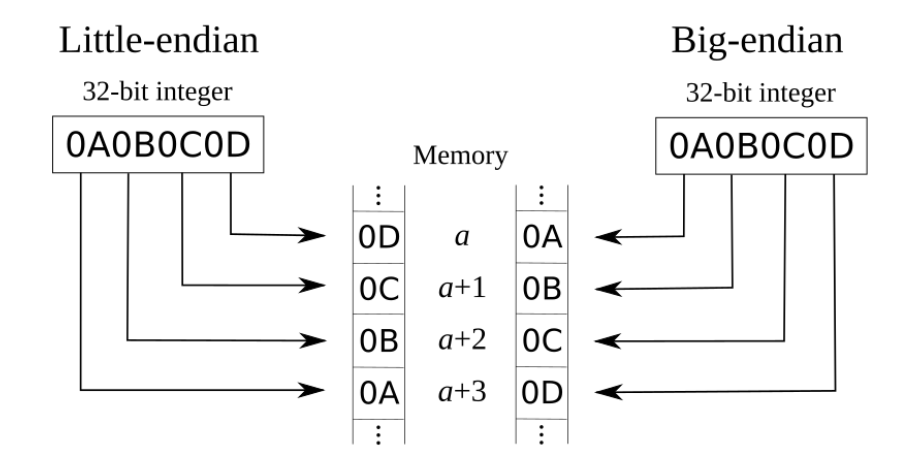 Little-endian
32-bit integer
0A0B0C0D
Big-endian
32-bit integer
0A0B0C0D
Memory
⋮ ⋮
0D a 0A
0C a+1 0B
0B a+2 0C
0A a+3 0D
⋮ ⋮